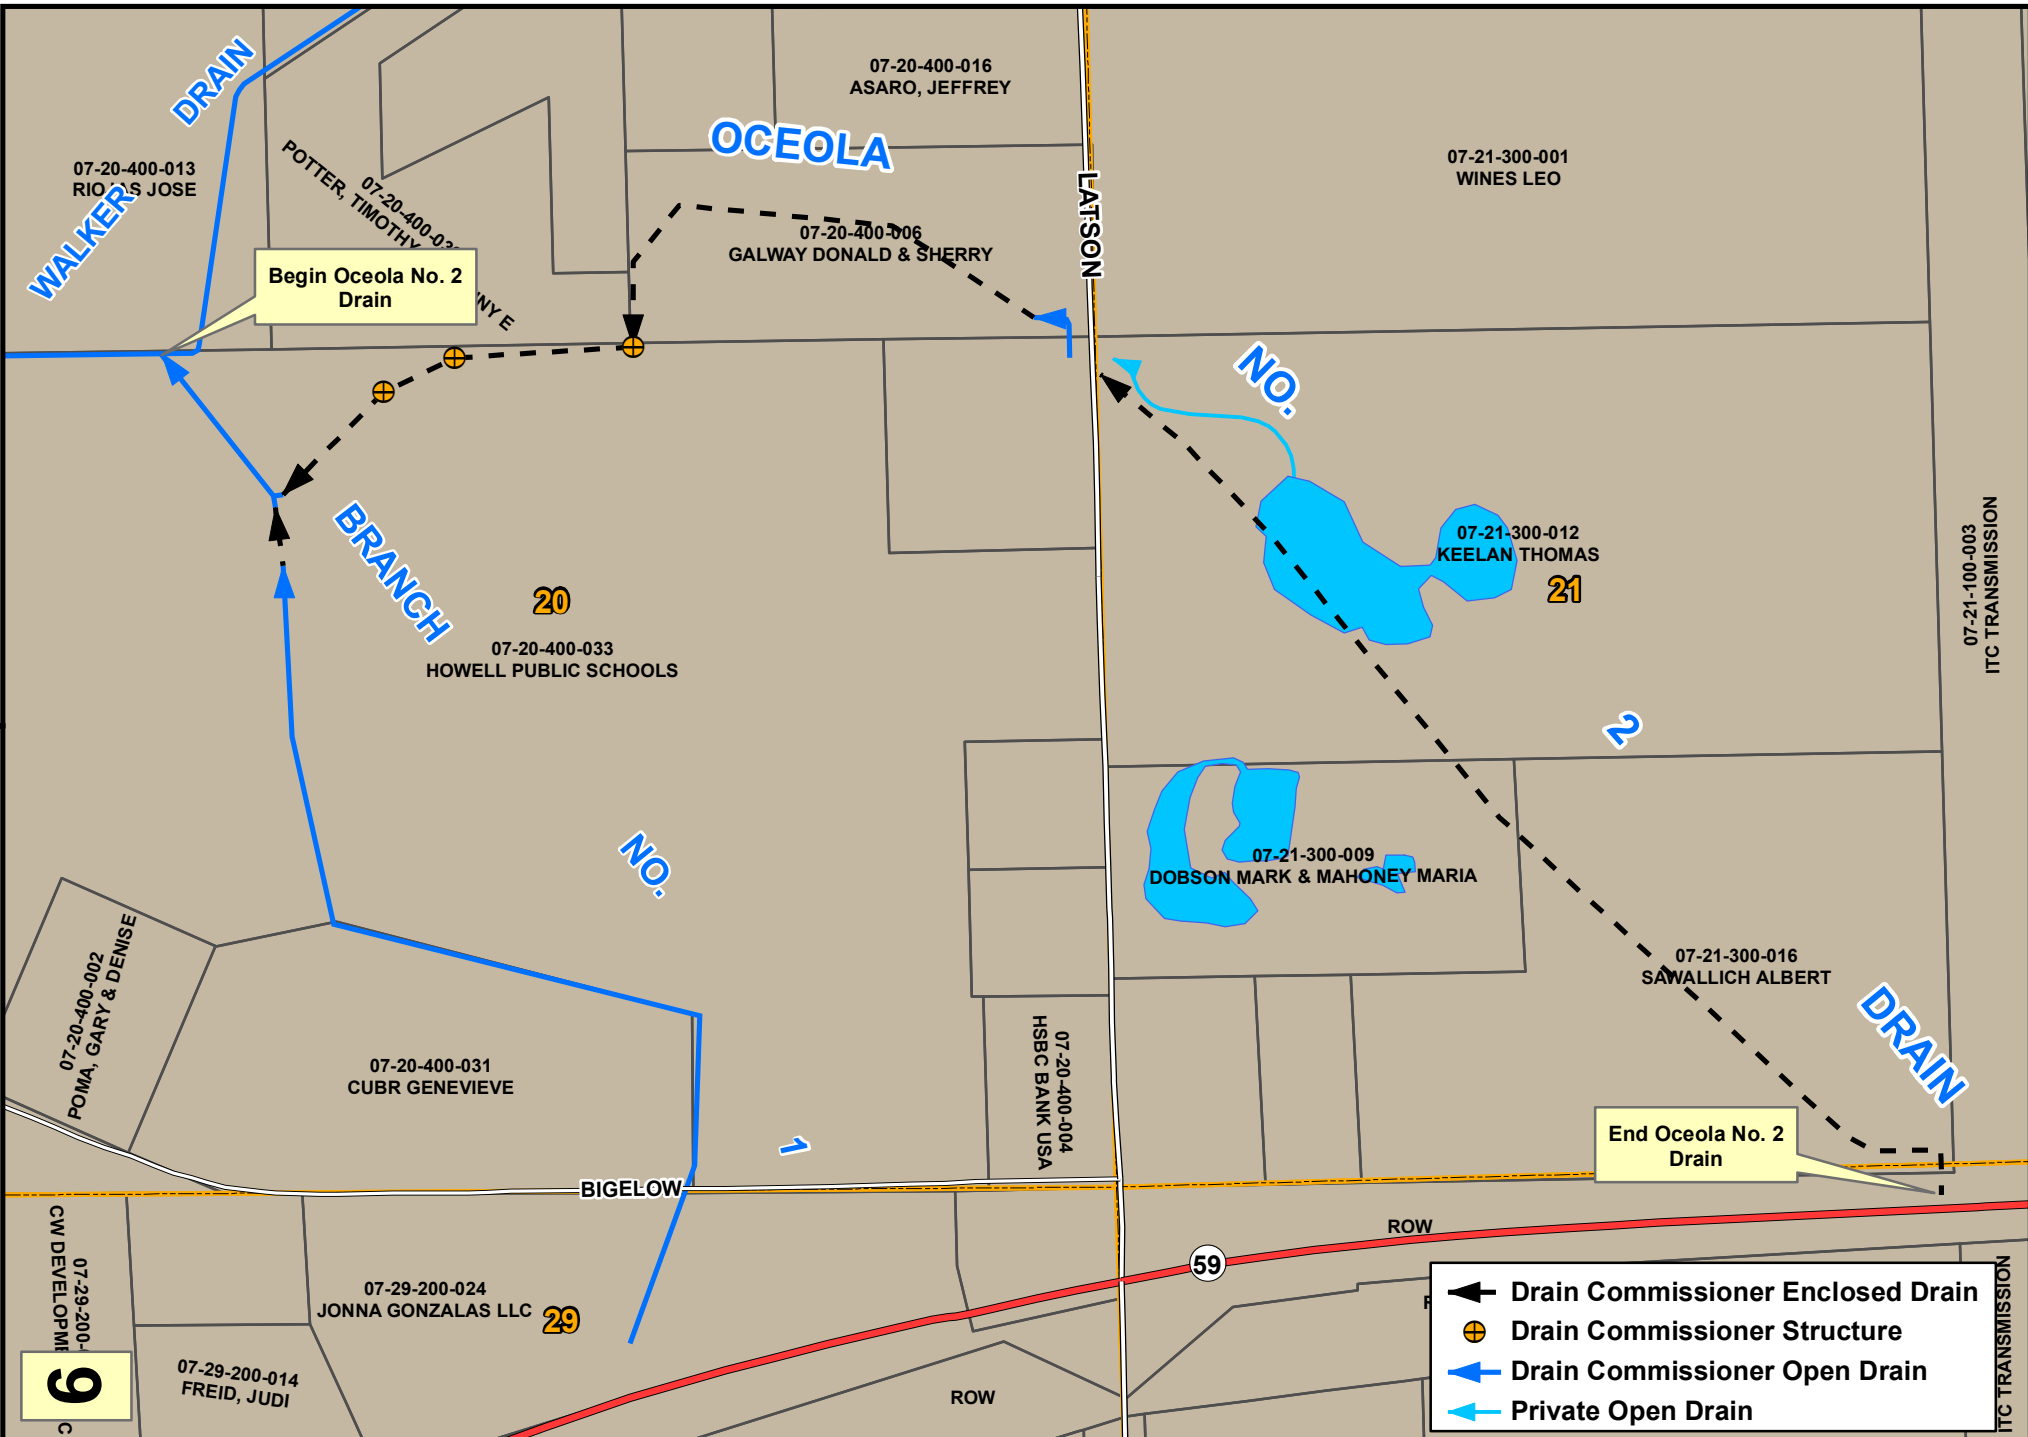 07-20-400-016
ASARO, JEFFREY
DRAIN
OCEOLA
07-20-400-013
RIOJAS JOSE
WALKER
POTTER, TIMOTHY
NY E
07-21-300-001
WINES LEO
LATSON
07-20-400-006
GALWAY DONALD & SHERRY
Begin Oceola No. 2
Drain
NO.
BRANCH
07-21-300-012
KEELAN THOMAS
21
07-21-100-003
ITC TRANSMISSION
20
07-20-400-033
HOWELL PUBLIC SCHOOLS
2
NO.
07-21-300-009
DOBSON MARK & MAHONEY MARIA
07-20-400-002
POMA, GARY & DENISE
07-21-300-016
SAWALLICH ALBERT
DRAIN
07-20-400-031
CUBR GENEVIEVE
07-20-400-004
HSBC BANK USA
1
End Oceola No. 2
Drain
BIGELOW
ROW
59
07-29-200-
CW DEVELOPME
C
07-29-200-024
JONNA GONZALAS LLC
29
07-29-200-014
FREID, JUDI
9
ROW
ITC TRANSMISSION
Drain Commissioner Enclosed Drain
Drain Commissioner Structure
Drain Commissioner Open Drain
Private Open Drain